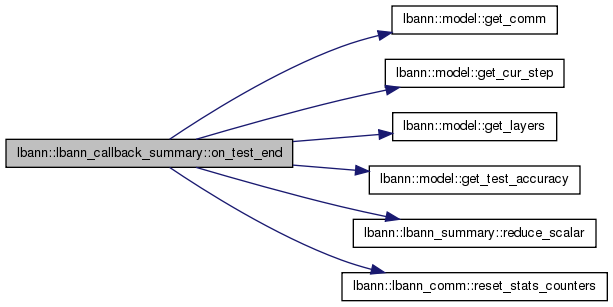 lbann::model::get_comm
lbann::model::get_cur_step
lbann::model::get_layers
lbann::lbann_callback_summary::on_test_end
lbann::model::get_test_accuracy
lbann::lbann_summary::reduce_scalar
lbann::lbann_comm::reset_stats_counters